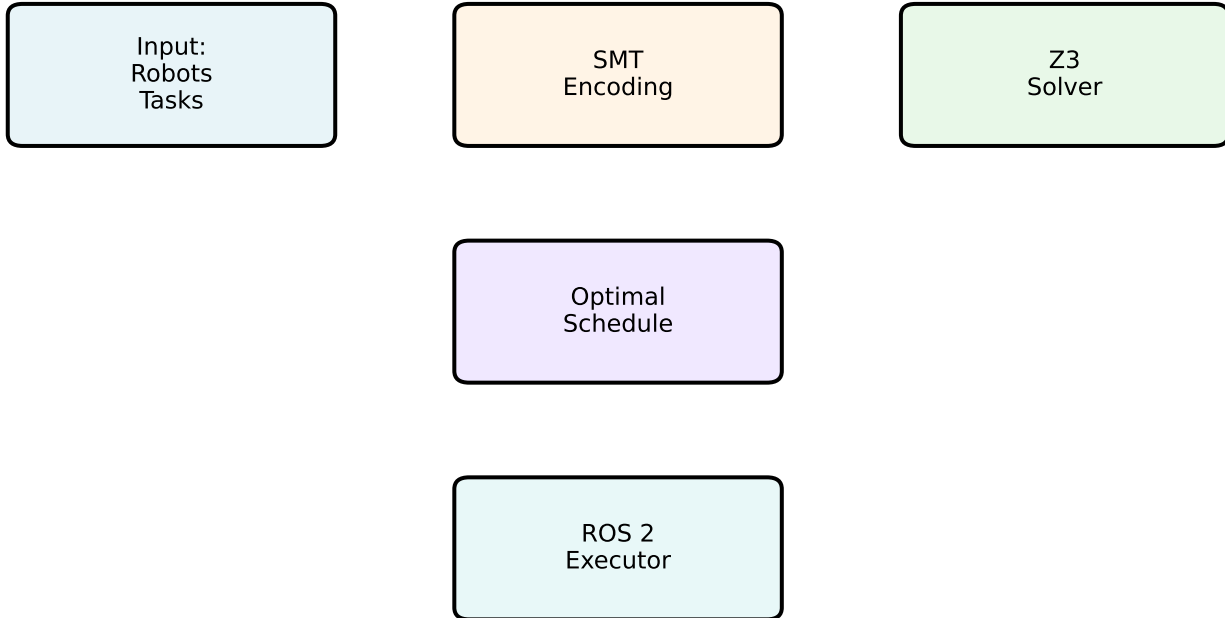 Input:
Robots
Tasks
SMT
Encoding
Z3
Solver
Optimal
Schedule
ROS 2
Executor